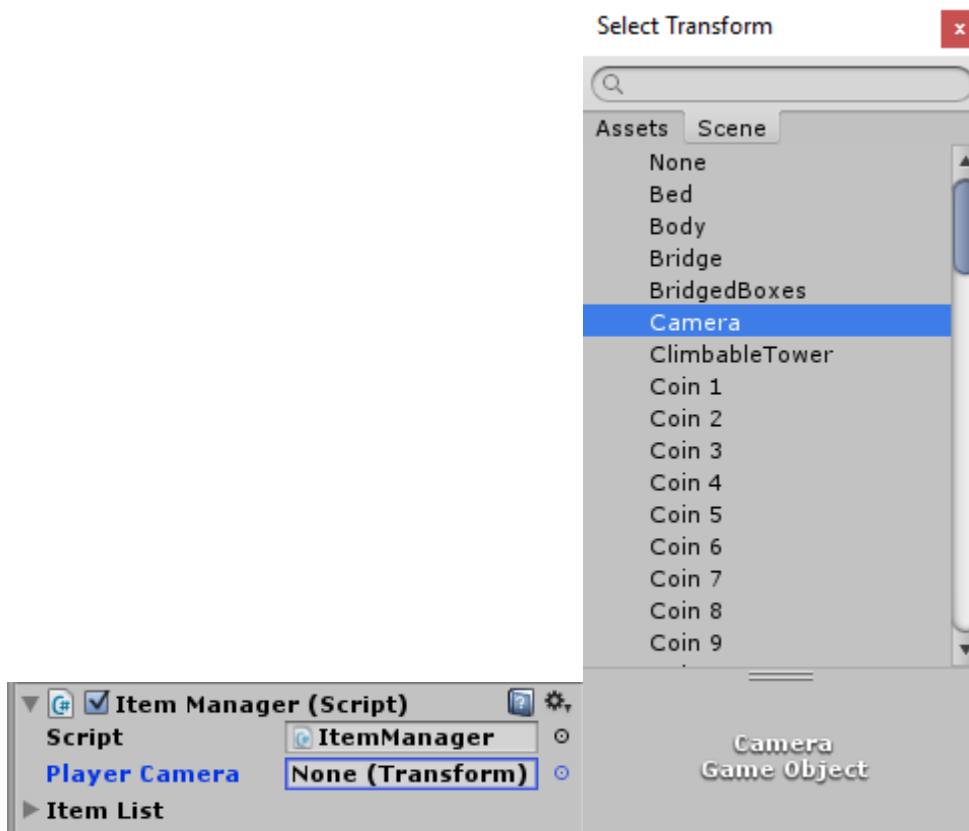 Select Transform
x
Assets Scene
None
Bed
Body
Bridge
BridgedBoxes
Camera
ClimbableTower
Coin 1
Coin 2
Coin 3
Coin 4
Coin 5
Coin 6
Coin 7
Coin 8
Coin 9
Camera
Game Object
Item Manager (Script)
Script ItemManager
Player Camera None (Transform)
Item List